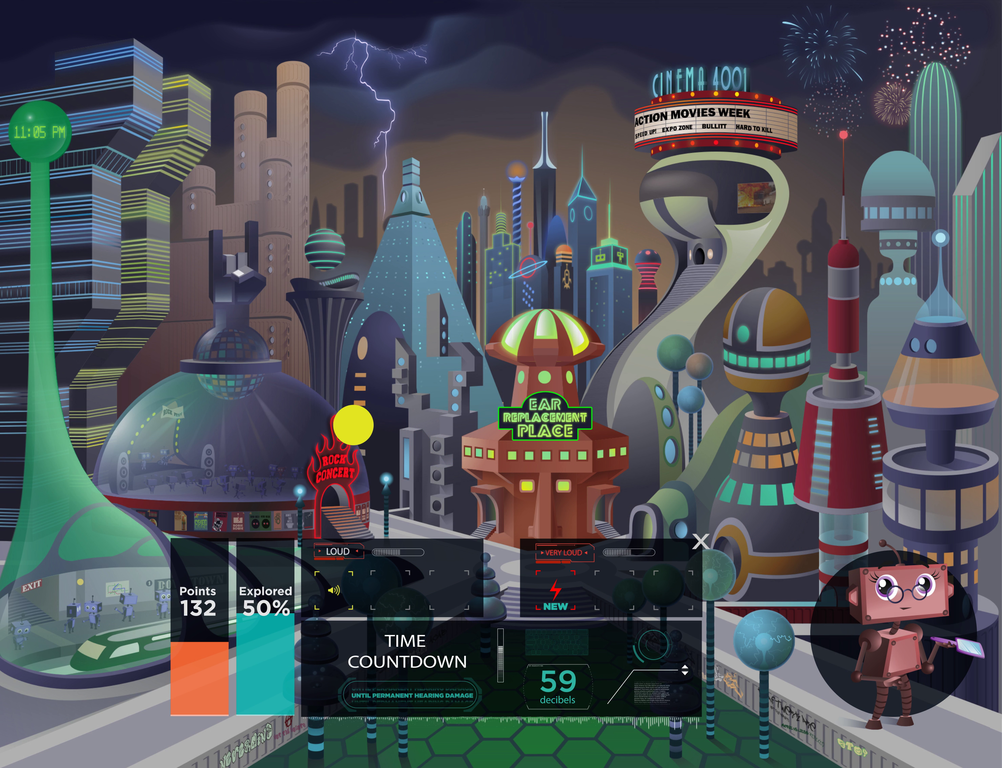 CINEMA 4001
ACTION MOVIES WEEK
SPEED UP! EXPO ZONE BULLITT HARD TO KILL
11:05 PM
EAR
REPLACEMENT
PLACE
ROCK
CONCERT
EXIT
LOUD
VERY LOUD
X
NEW
Points
132
Explored
50%
TIME
COUNTDOWN
UNTIL PERMANENT HEARING DAMAGE
59
decibels